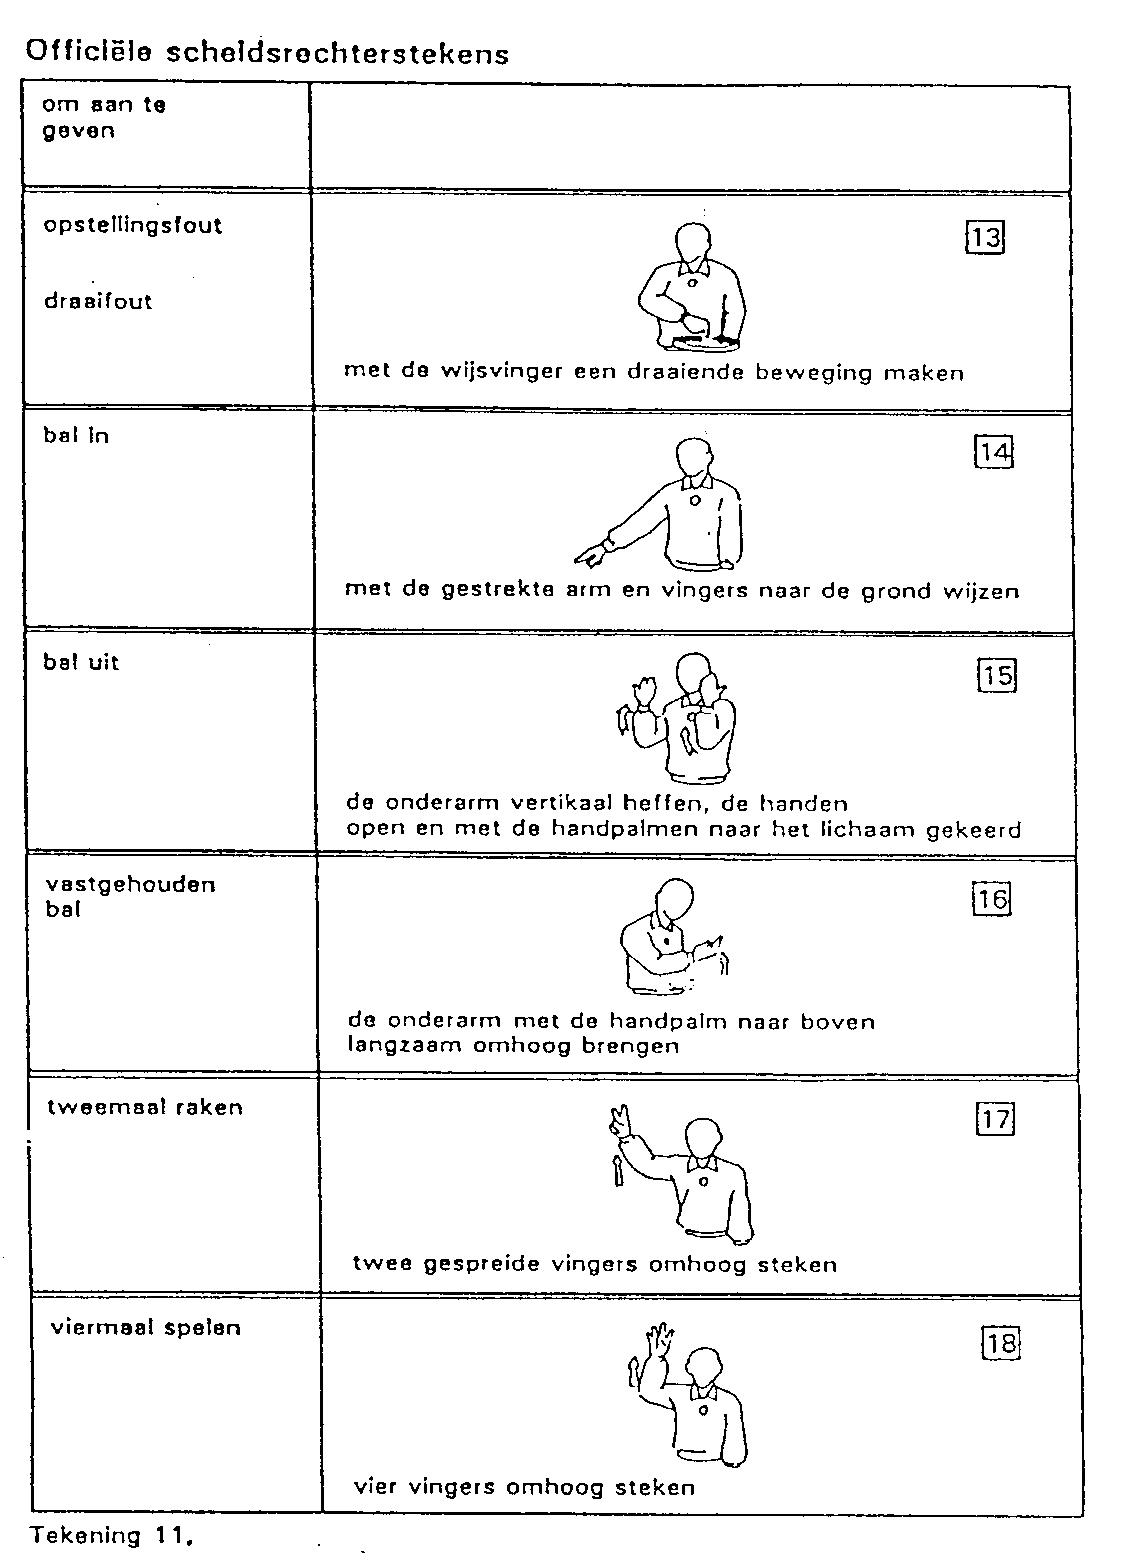 Officiële scheidsrechterstekens
om aan te
geven
opstellingsfout
13
draaifout
met de wijsvinger een draaiende beweging maken
bal in
14
met de gestrekte arm en vingers naar de grond wijzen
bal uit
15
de onderarm vertikaal heffen, de handen
open en met de handpalmen naar het lichaam gekeerd
vastgehouden
bal
16
de onderarm met de handpalm naar boven
langzaam omhoog brengen
tweemaal raken
17
twee gespreide vingers omhoog steken
viermaal spelen
18
vier vingers omhoog steken
Tekening 11.